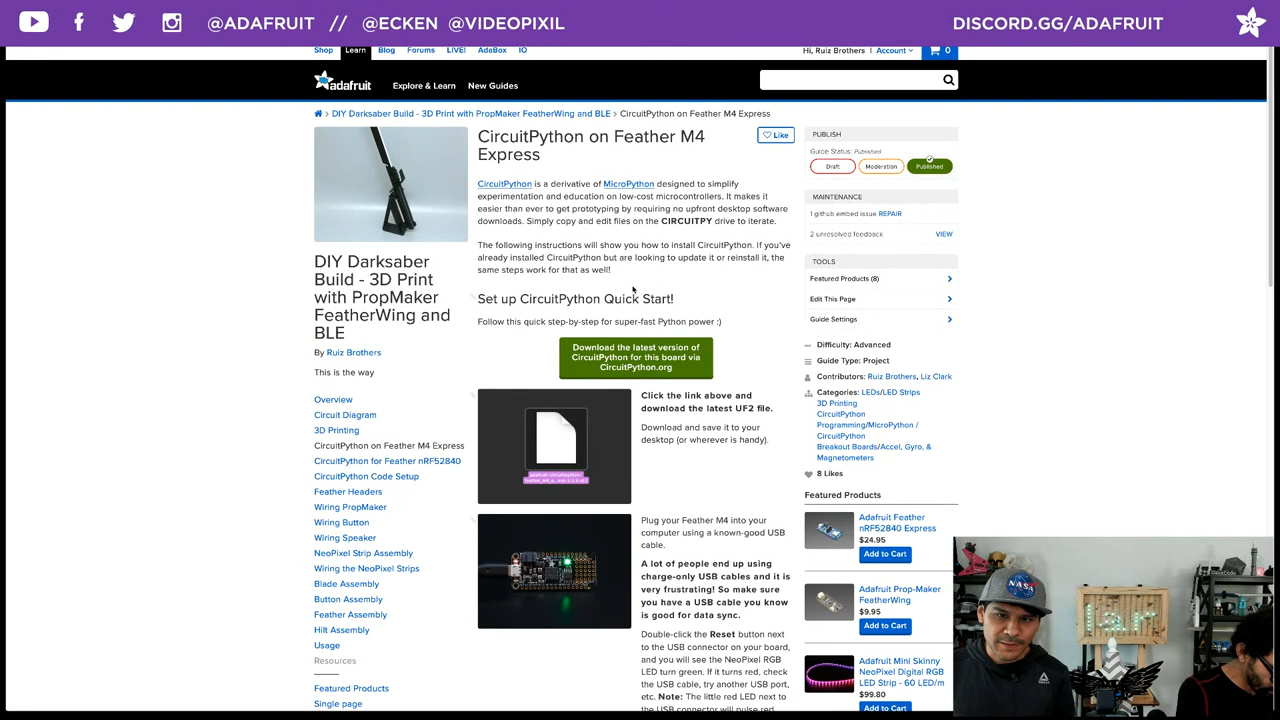 @ADAFRUIT // @ECKEN @VIDEOPIXIL
DISCORD.GG/ADAFRUIT
Shop Learn Blog Forums LIVE! AdaBox IO
Hi, Ruiz Brothers | Account 0
adafruit Explore & Learn New Guides
DIY Darksaber Build - 3D Print with PropMaker FeatherWing and BLE > CircuitPython on Feather M4 Express
DIY Darksaber
Build - 3D Print
with PropMaker
FeatherWing and
BLE
By Ruiz Brothers
This is the way
Overview
Circuit Diagram
3D Printing
CircuitPython on Feather M4 Express
CircuitPython for Feather nRF52840
CircuitPython Code Setup
Feather Headers
Wiring PropMaker
Wiring Button
Wiring Speaker
NeoPixel Strip Assembly
Wiring the NeoPixel Strips
Blade Assembly
Button Assembly
Feather Assembly
Hilt Assembly
Usage
Resources
Featured Products
Single page
CircuitPython on Feather M4
Express
Like
CircuitPython is a derivative of MicroPython designed to simplify
experimentation and education on low-cost microcontrollers. It makes it
easier than ever to get prototyping by requiring no upfront desktop software
downloads. Simply copy and edit files on the CIRCUITPY drive to iterate.
The following instructions will show you how to install CircuitPython. If you've
already installed CircuitPython but are looking to update it or reinstall it, the
same steps work for that as well!
Set up CircuitPython Quick Start!
Follow this quick step-by-step for super-fast Python power :)
Download the latest version of
CircuitPython for this board via
CircuitPython.org
Click the link above and
download the latest UF2 file.
Download and save it to your
desktop (or wherever is handy).
Plug your Feather M4 into your
computer using a known-good USB
cable.
A lot of people end up using
charge-only USB cables and it is
very frustrating! So make sure
you have a USB cable you know
is good for data sync.
Double-click the Reset button next
to the USB connector on your board,
and you will see the NeoPixel RGB
LED turn green. If it turns red, check
the USB cable, try another USB port,
etc. Note: The little red LED next to
the USB connector will pulse red.
PUBLISH
Guide Status: Published
Draft Moderation Published
MAINTENANCE
1 github embed issue REPAIR
2 unresolved feedback VIEW
TOOLS
Featured Products (8)
Edit This Page
Guide Settings
Difficulty: Advanced
Guide Type: Project
Contributors: Ruiz Brothers, Liz Clark
Categories: LEDs/LED Strips
3D Printing
CircuitPython
Programming/MicroPython /
CircuitPython
Breakout Boards/Accel, Gyro, &
Magnetometers
8 Likes
Featured Products
Adafruit Feather
nRF52840 Express
$24.95
Add to Cart
Adafruit Prop-Maker
FeatherWing
$9.95
Add to Cart
Adafruit Mini Skinny
NeoPixel Digital RGB
LED Strip - 60 LED/m
$99.80
Add to Cart
NASA